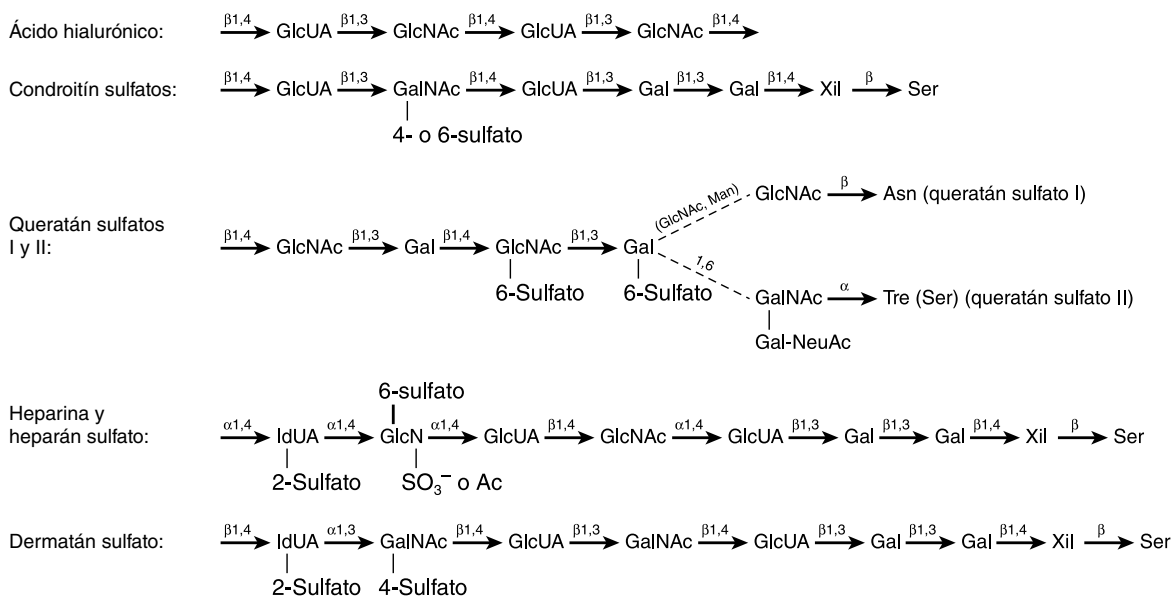 Ácido hialurónico: β1,4 GlcUA β1,3 GlcNAc β1,4 GlcUA β1,3 GlcNAc β1,4
Condroitín sulfatos: β1,4 GlcUA β1,3 GalNAc β1,4 GlcUA β1,3 Gal β1,3 Gal β1,4 Xil β Ser
4- o 6-sulfato
(GlcNAc, Man) GlcNAc β Asn (queratán sulfato I)
Queratán sulfatos
I y II: β1,4 GlcNAc β1,3 Gal β1,4 GlcNAc β1,3 Gal
6-Sulfato 6-Sulfato
1,6 GalNAc α Tre (Ser) (queratán sulfato II)
Gal-NeuAc
6-sulfato
Heparina y
heparán sulfato: α1,4 IdUA α1,4 GlcN α1,4 GlcUA β1,4 GlcNAc α1,4 GlcUA β1,3 Gal β1,3 Gal β1,4 Xil β Ser
2-Sulfato SO₃⁻ o Ac
Dermatán sulfato: β1,4 IdUA α1,3 GalNAc β1,4 GlcUA β1,3 GalNAc β1,4 GlcUA β1,3 Gal β1,3 Gal β1,4 Xil β Ser
2-Sulfato 4-Sulfato